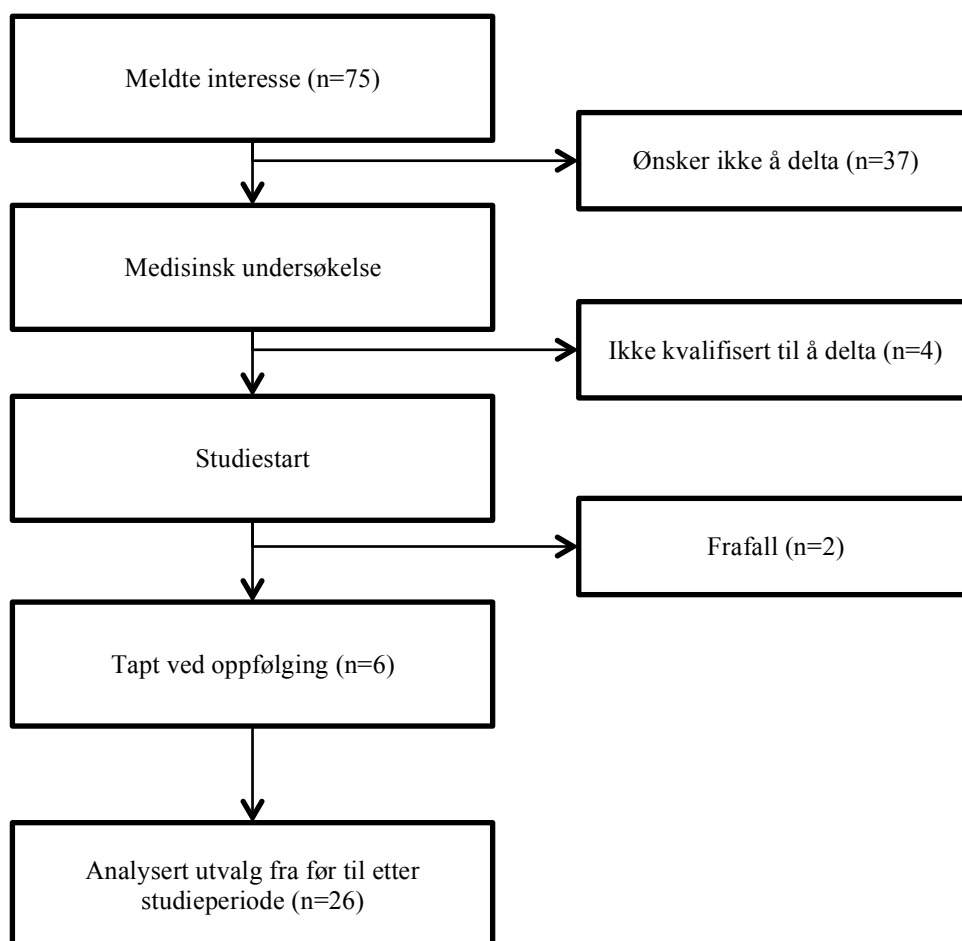 Meldte interesse (n=75)
Ønsker ikke å delta (n=37)
Medisinsk undersøkelse
Ikke kvalifisert til å delta (n=4)
Studiestart
Frafall (n=2)
Tapt ved oppfølging (n=6)
Analysert utvalg fra før til etter
studieperiode (n=26)